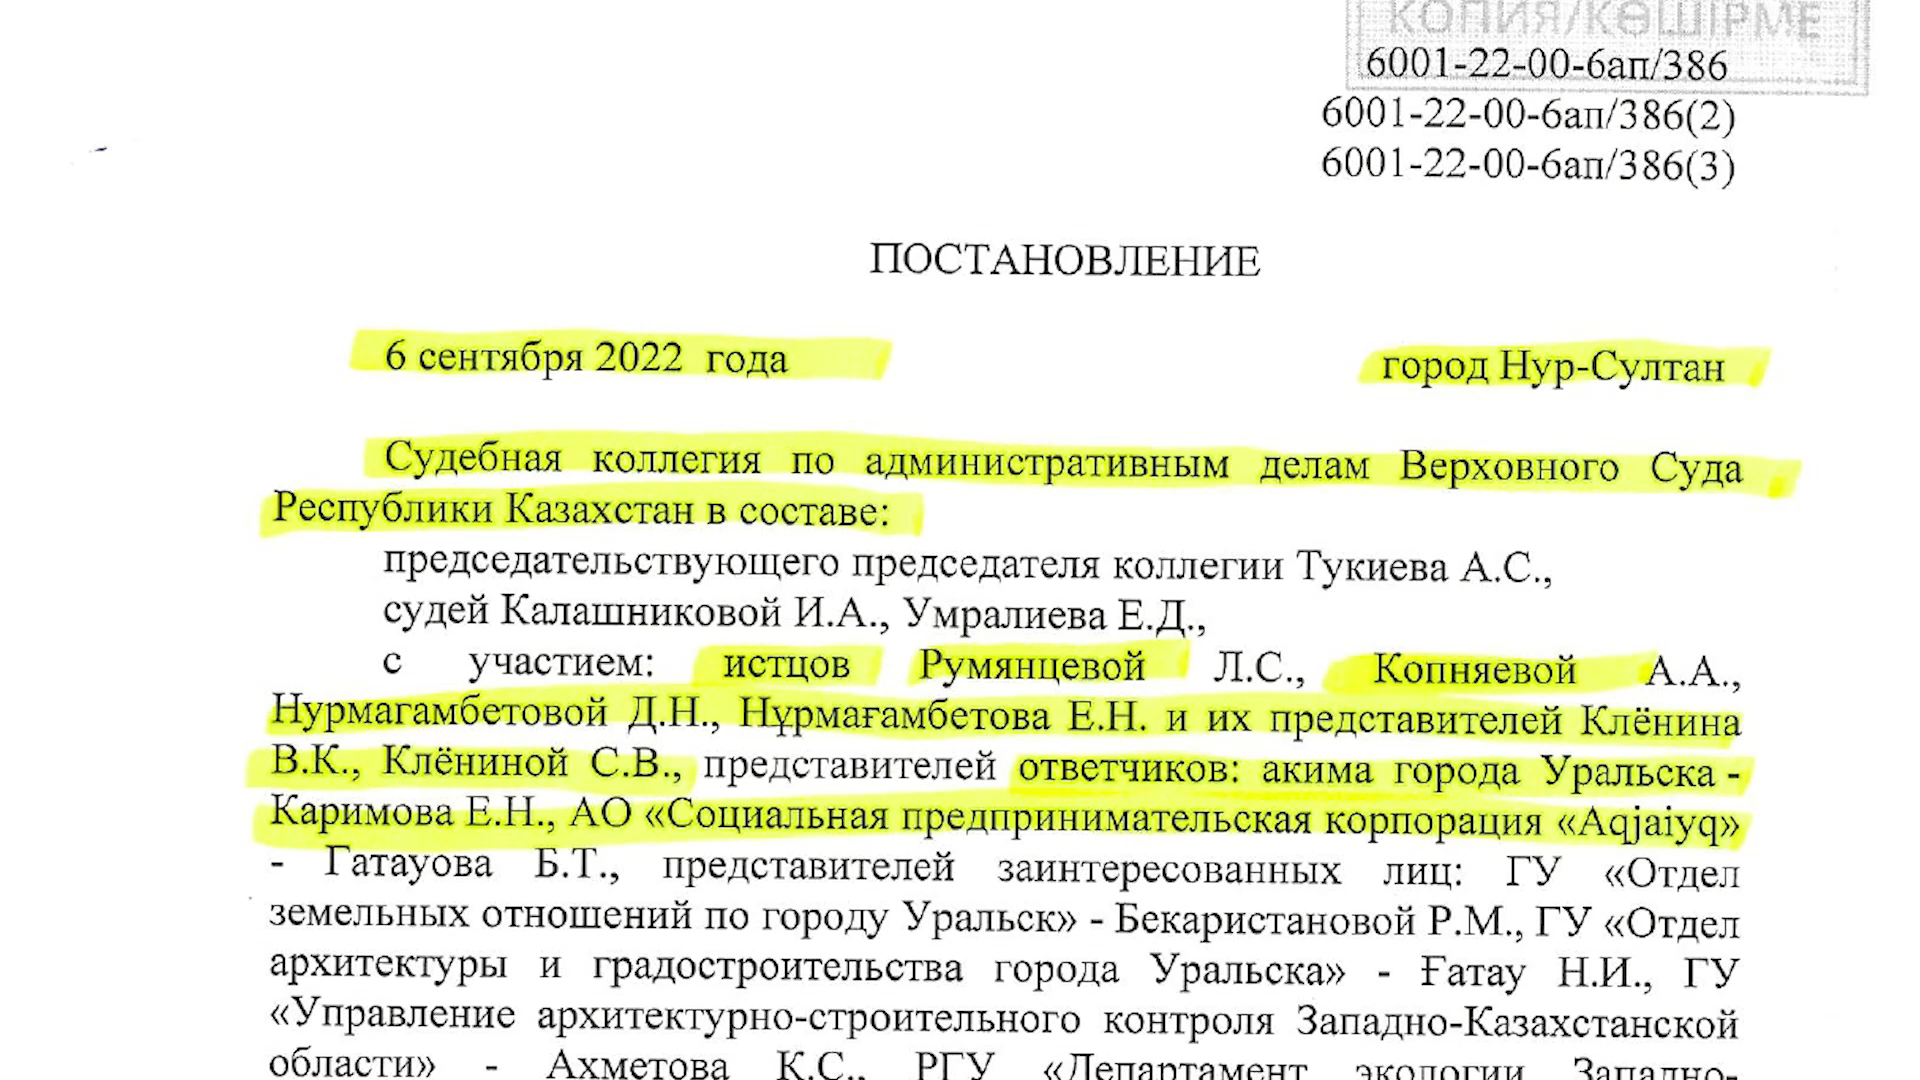 КОПИЯ/КӨШІРМЕ
6001-22-00-6ап/386
6001-22-00-6ап/386(2)
6001-22-00-6ап/386(3)
ПОСТАНОВЛЕНИЕ
6 сентября 2022 года город Нур-Султан
Судебная коллегия по административным делам Верховного Суда
Республики Казахстан в составе:
председательствующего председателя коллегии Тукиева А.С.,
судей Калашниковой И.А., Умралиева Е.Д.,
с участием: истцов Румянцевой Л.С., Копняевой А.А.,
Нурмагамбетовой Д.Н., Нұрмағамбетова Е.Н. и их представителей Клёнина
В.К., Клёниной С.В., представителей ответчиков: акима города Уральска -
Каримова Е.Н., АО «Социальная предпринимательская корпорация «Aqjaiyq»
- Гатауова Б.Т., представителей заинтересованных лиц: ГУ «Отдел
земельных отношений по городу Уральск» - Бекаристановой Р.М., ГУ «Отдел
архитектуры и градостроительства города Уральска» - Ғатау Н.И., ГУ
«Управление архитектурно-строительного контроля Западно-Казахстанской
области» - Ахметова К.С., РГУ «Департамент экологии Западно-